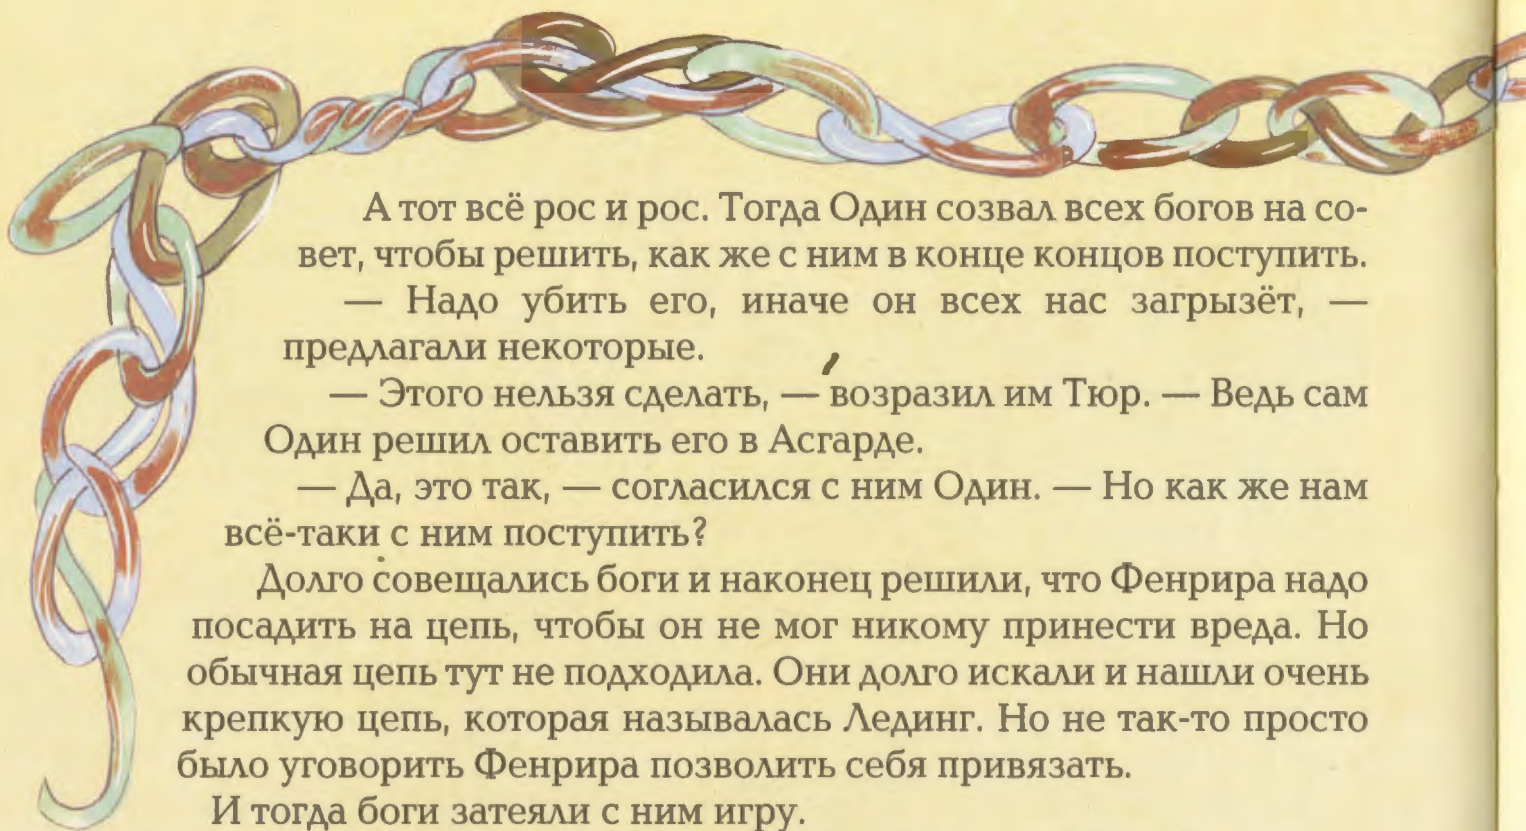 А тот всё рос и рос. Тогда Один созвал всех богов на со-
вет, чтобы решить, как же с ним в конце концов поступить.
— Надо убить его, иначе он всех нас загрызёт, —
предлагали некоторые.
— Этого нельзя сделать, — возразил им Тюр. — Ведь сам
Один решил оставить его в Асгарде.
— Да, это так, — согласился с ним Один. — Но как же нам
всё-таки с ним поступить?
Долго совещались боги и наконец решили, что Фенрира надо
посадить на цепь, чтобы он не мог никому принести вреда. Но
обычная цепь тут не подходила. Они долго искали и нашли очень
крепкую цепь, которая называлась Лединг. Но не так-то просто
было уговорить Фенрира позволить себя привязать.
И тогда боги затеяли с ним игру.